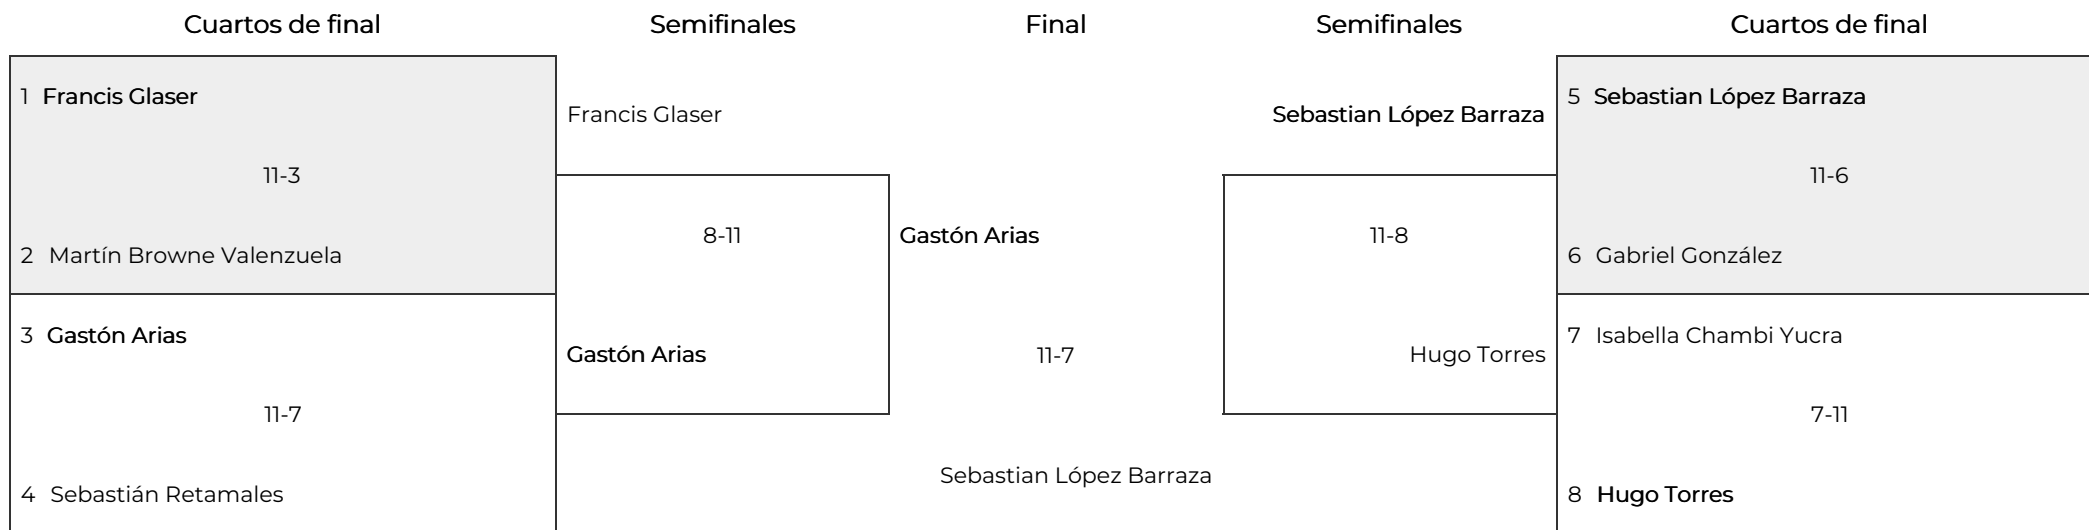 Cuartos de final
Semifinales
Final
Semifinales
Cuartos de final
1 Francis Glaser
11-3
2 Martín Browne Valenzuela
3 Gastón Arias
11-7
4 Sebastián Retamales
Francis Glaser
8-11
Gastón Arias
Gastón Arias
11-7
Sebastian López Barraza
Sebastian López Barraza
11-8
Hugo Torres
5 Sebastian López Barraza
11-6
6 Gabriel González
7 Isabella Chambi Yucra
7-11
8 Hugo Torres